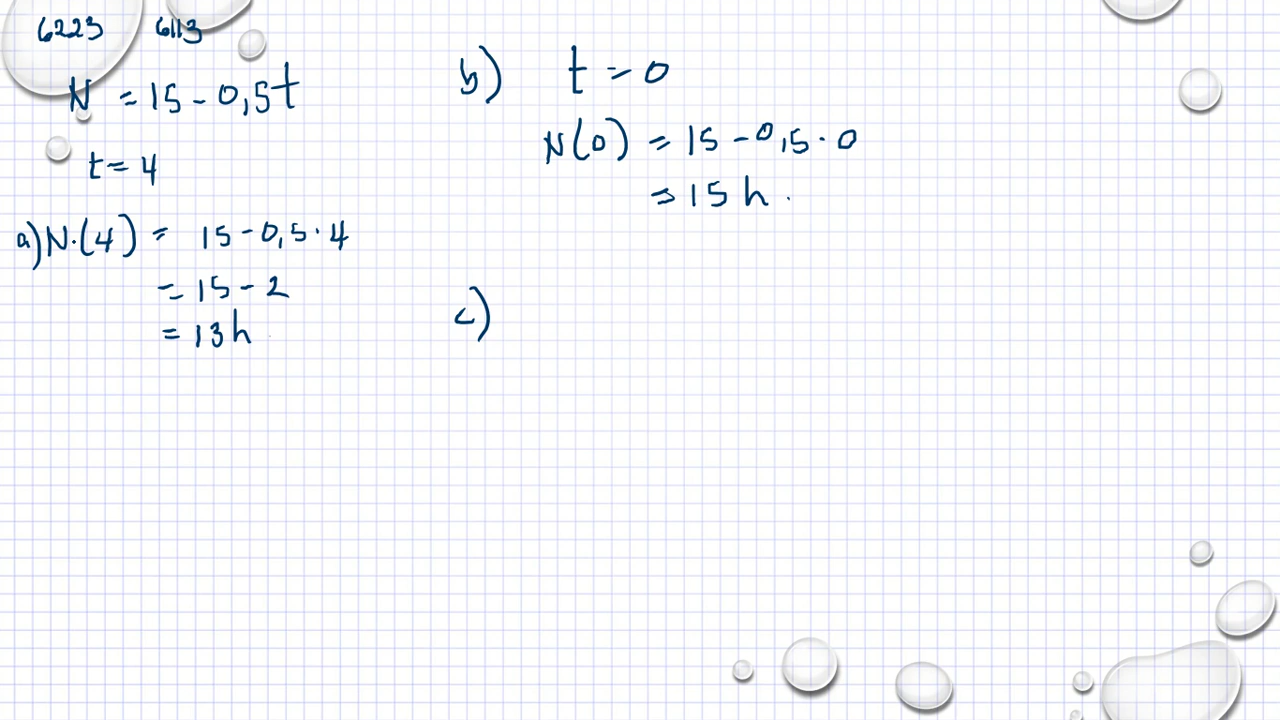 6223 6113
N = 15 - 0,5t
t = 4
a) N.(4) = 15 - 0,5 · 4
= 15 - 2
= 13 h
b) t = 0
N(0) = 15 - 0,5 · 0
= 15 h .
c)